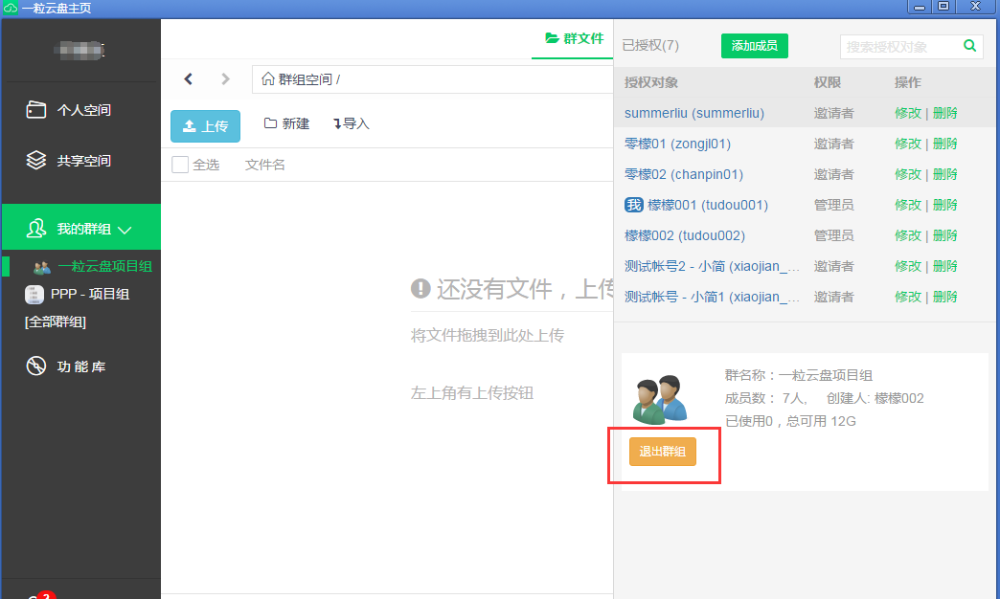 一粒云盘主页
个人空间
共享空间
我的群组
一粒云盘项目组
PPP - 项目组
[全部群组]
功 能 库
2
群文件
群组空间 /
上传
新建
导入
全选
文件名
还没有文件，上传
将文件拖拽到此处上传
左上角有上传按钮
已授权(7)
添加成员
搜索授权对象
授权对象 权限 操作
summerliu (summerliu) 邀请者 修改 | 删除
零檬01 (zongjl01) 邀请者 修改 | 删除
零檬02 (chanpin01) 邀请者 修改 | 删除
我 檬檬001 (tudou001) 管理员 修改 | 删除
檬檬002 (tudou002) 管理员 修改 | 删除
测试帐号2 - 小简 (xiaojian_... 邀请者 修改 | 删除
测试帐号 - 小简1 (xiaojian_... 邀请者 修改 | 删除
群名称：一粒云盘项目组
成员数： 7人, 创建人: 檬檬002
已使用0，总可用 12G
退出群组